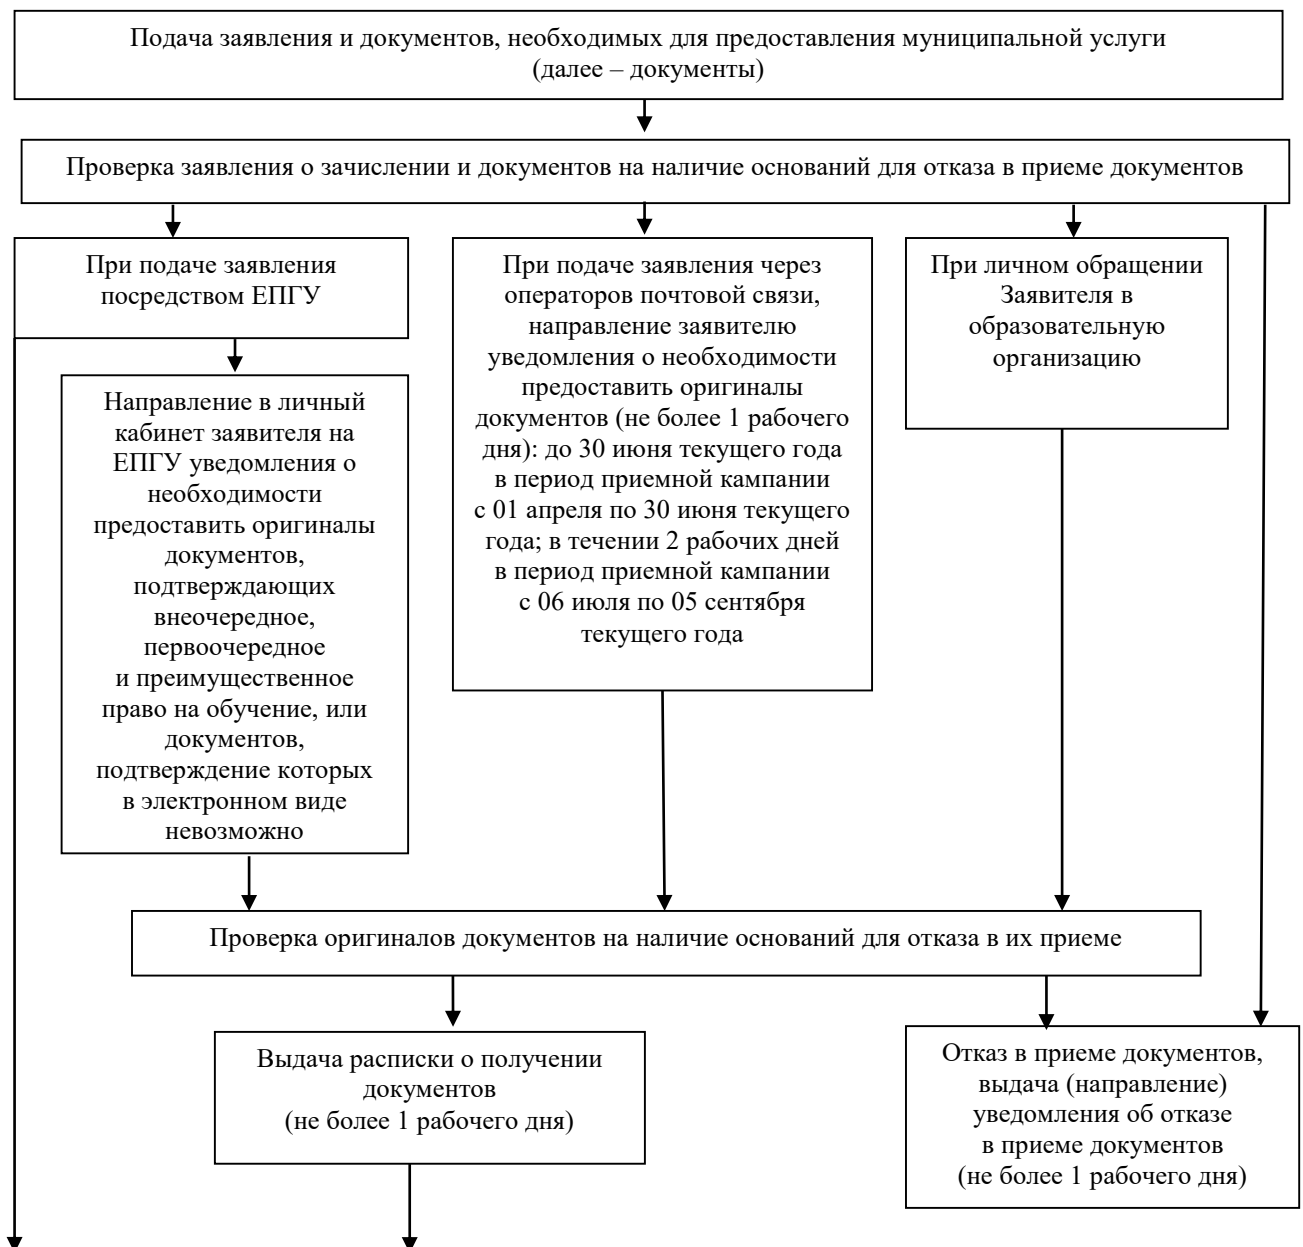 Подача заявления и документов, необходимых для предоставления муниципальной услуги
(далее – документы)
Проверка заявления о зачислении и документов на наличие оснований для отказа в приеме документов
При подаче заявления
посредством ЕПГУ
При подаче заявления через
операторов почтовой связи,
направление заявителю
уведомления о необходимости
предоставить оригиналы
документов (не более 1 рабочего
дня): до 30 июня текущего года
в период приемной кампании
с 01 апреля по 30 июня текущего
года; в течении 2 рабочих дней
в период приемной кампании
с 06 июля по 05 сентября
текущего года
При личном обращении
Заявителя в
образовательную
организацию
Направление в личный
кабинет заявителя на
ЕПГУ уведомления о
необходимости
предоставить оригиналы
документов,
подтверждающих
внеочередное,
первоочередное
и преимущественное
право на обучение, или
документов,
подтверждение которых
в электронном виде
невозможно
Проверка оригиналов документов на наличие оснований для отказа в их приеме
Выдача расписки о получении
документов
(не более 1 рабочего дня)
Отказ в приеме документов,
выдача (направление)
уведомления об отказе
в приеме документов
(не более 1 рабочего дня)